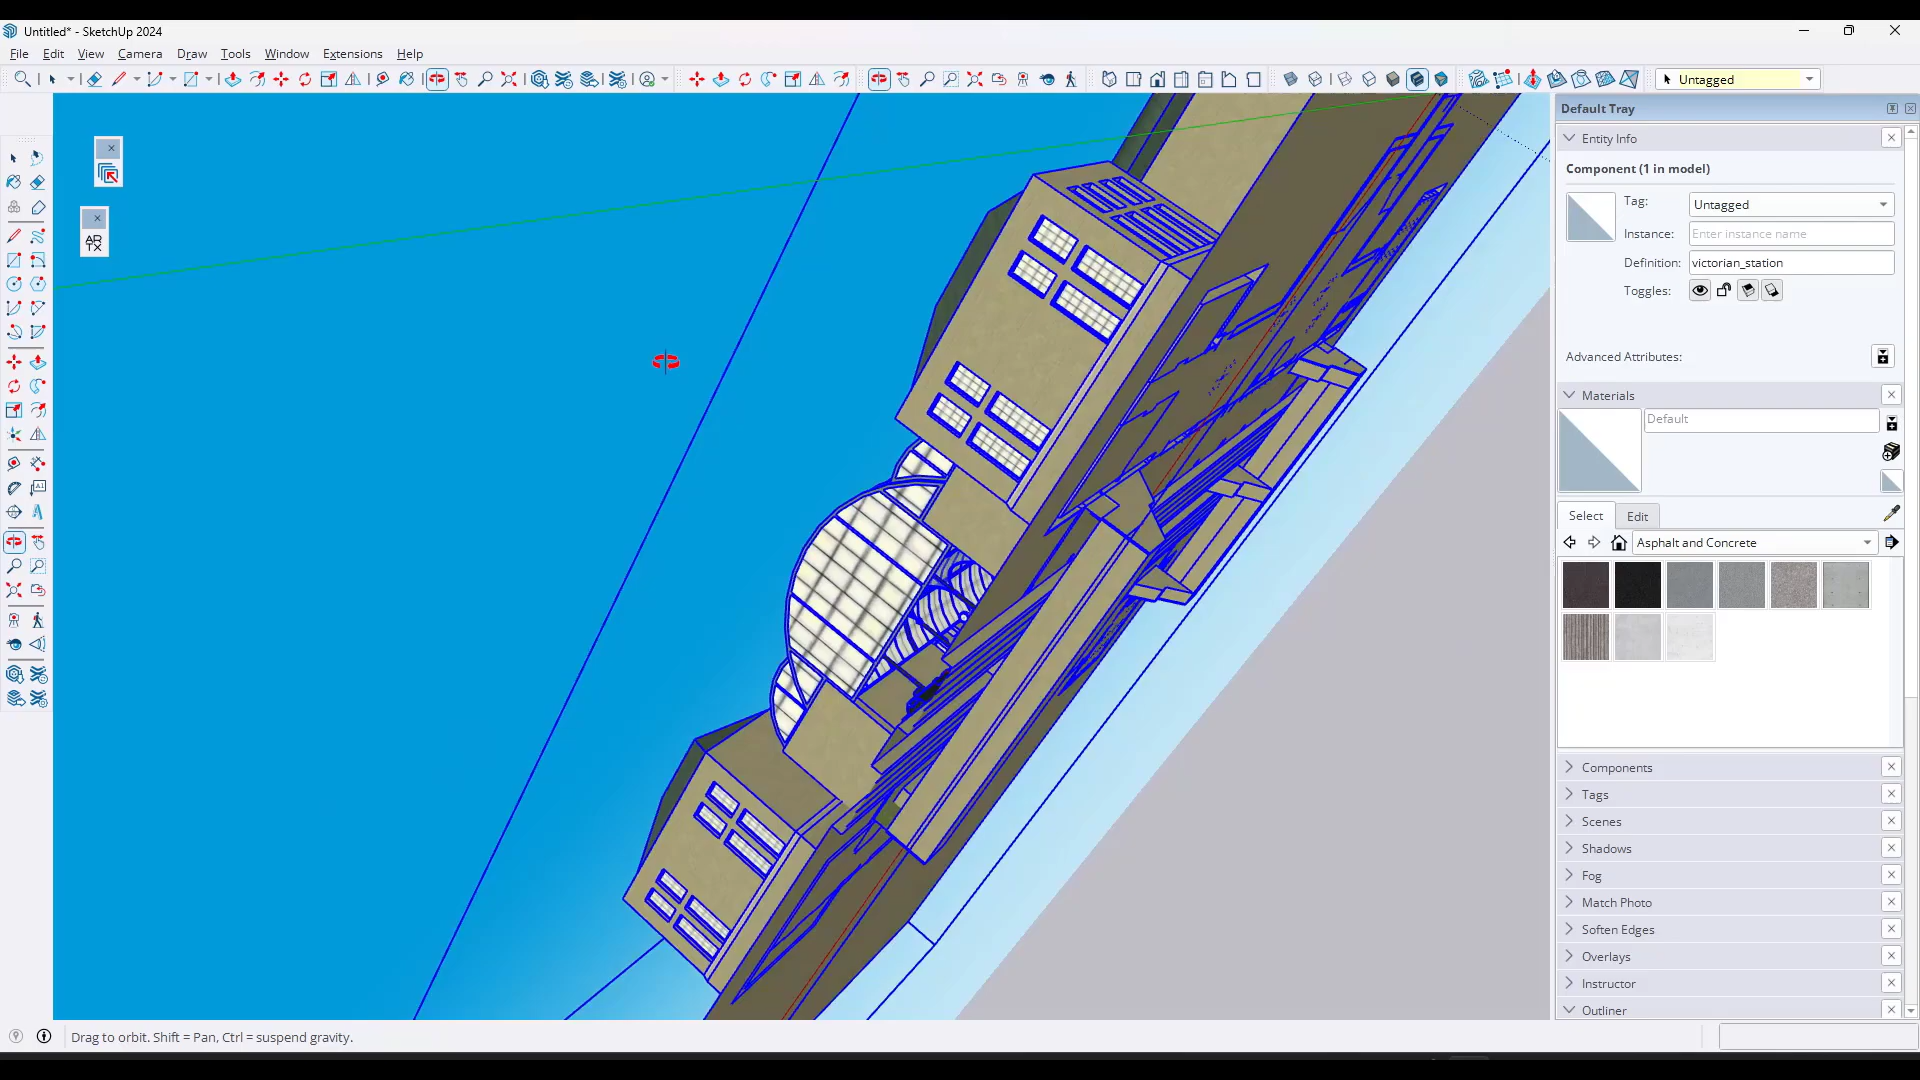 Untitled* - SketchUp 2024
File Edit View Camera Draw Tools Window Extensions Help
Untagged
Default Tray
Entity Info
Component (1 in model)
Tag: Untagged
Instance: Enter instance name
Definition: victorian_station
Toggles:
Advanced Attributes:
Materials
Default
Select Edit
Asphalt and Concrete
Components
Tags
Scenes
Shadows
Fog
Match Photo
Soften Edges
Overlays
Instructor
Outliner
AR
TX
A1
Drag to orbit. Shift = Pan, Ctrl = suspend gravity.